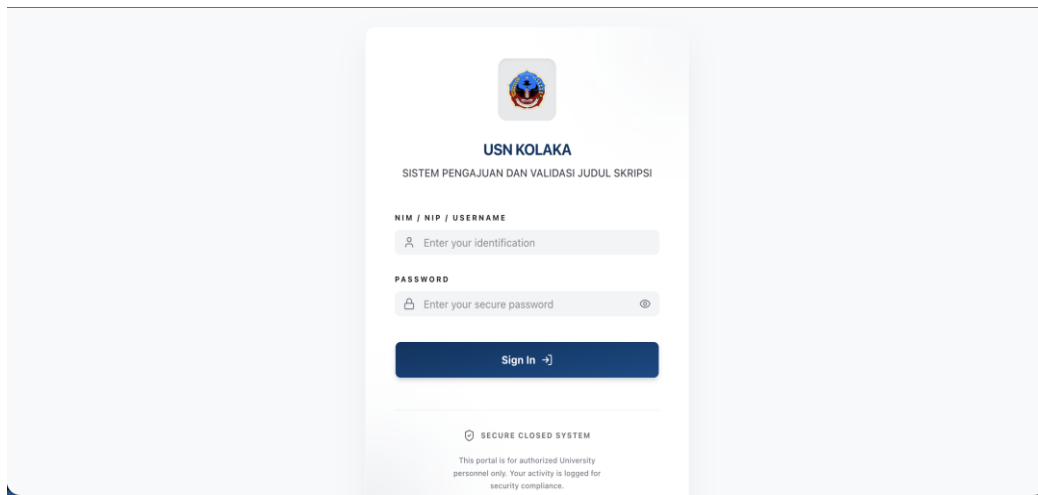 USN KOLAKA
SISTEM PENGAJUAN DAN VALIDASI JUDUL SKRIPSI
NIM / NIP / USERNAME
Enter your identification
PASSWORD
Enter your secure password
Sign In
SECURE CLOSED SYSTEM
This portal is for authorized University
personnel only. Your activity is logged for
security compliance.